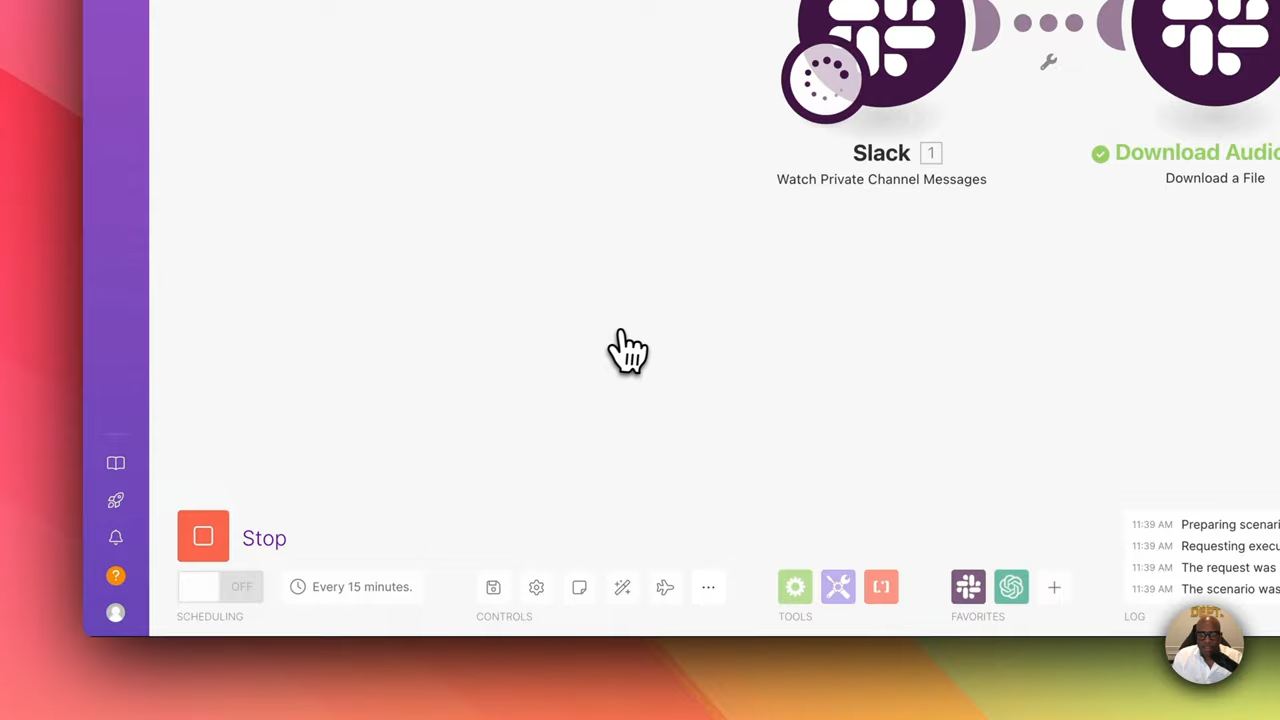 Slack 1
Watch Private Channel Messages
Download Audio
Download a File
Stop
OFF
Every 15 minutes.
SCHEDULING
CONTROLS
TOOLS
FAVORITES
LOG
11:39 AM Preparing scenari
11:39 AM Requesting execu
11:39 AM The request was
11:39 AM The scenario was
?